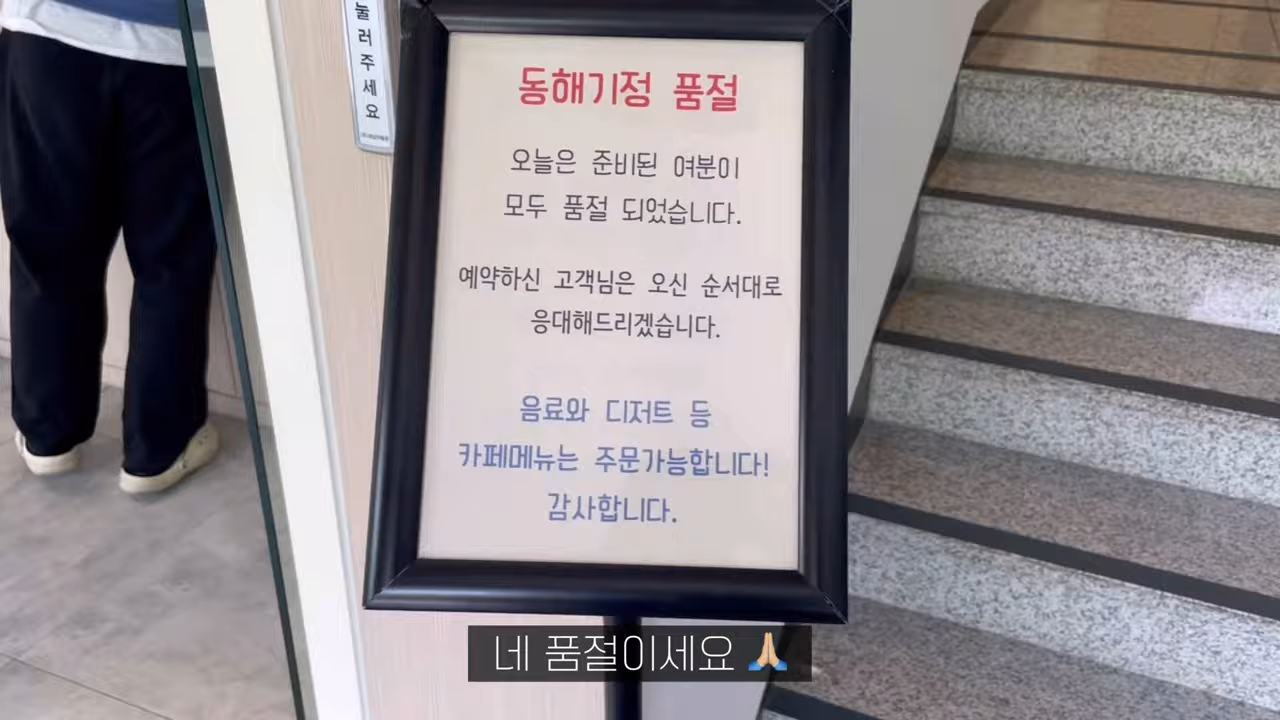 눌러주세요
동해기정 품절
오늘은 준비된 여분이
모두 품절 되었습니다.
예약하신 고객님은 오신 순서대로
응대해드리겠습니다.
음료와 디저트 등
카페메뉴는 주문가능합니다!
감사합니다.
네 품절이세요 🙏🏼